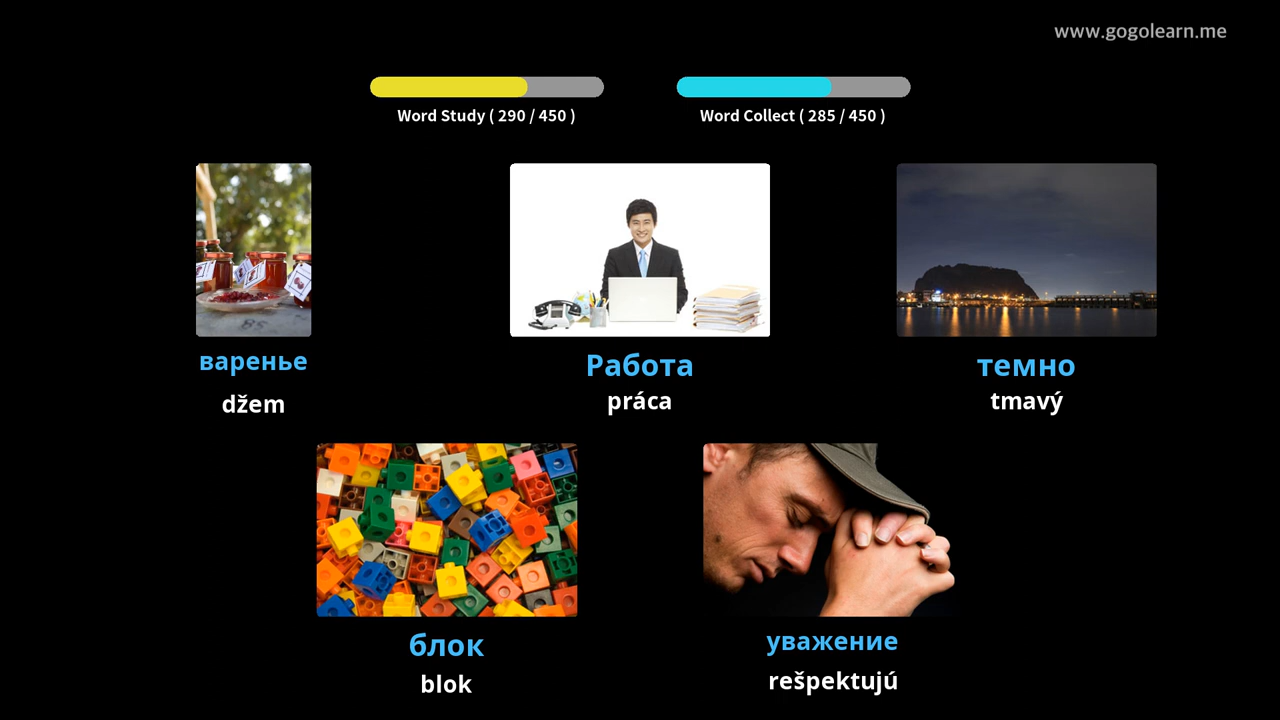 www.gogolearn.me
Word Study ( 290 / 450 )
Word Collect ( 285 / 450 )
варенье
džem
Работа
práca
темно
tmavý
блок
blok
уважение
rešpektujú